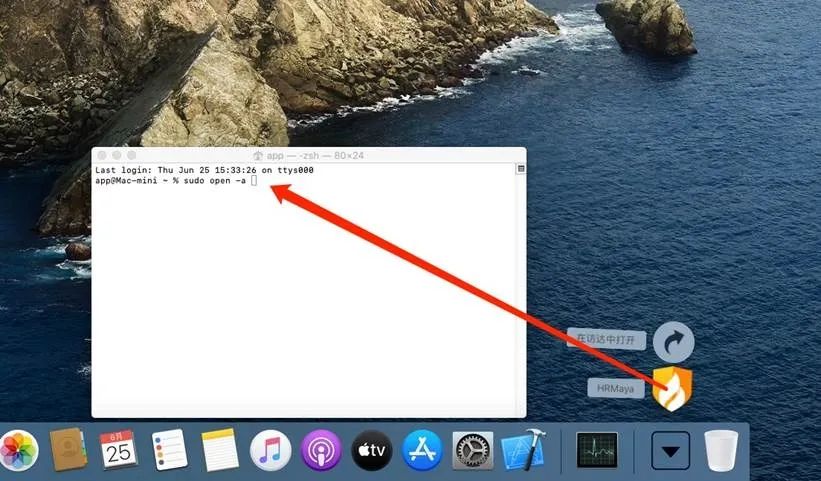 app — -zsh — 80×24
Last login: Thu Jun 25 15:33:26 on ttys000
app@Mac-mini ~ % sudo open -a
在访达中打开
HRMaya
6月
25
tv